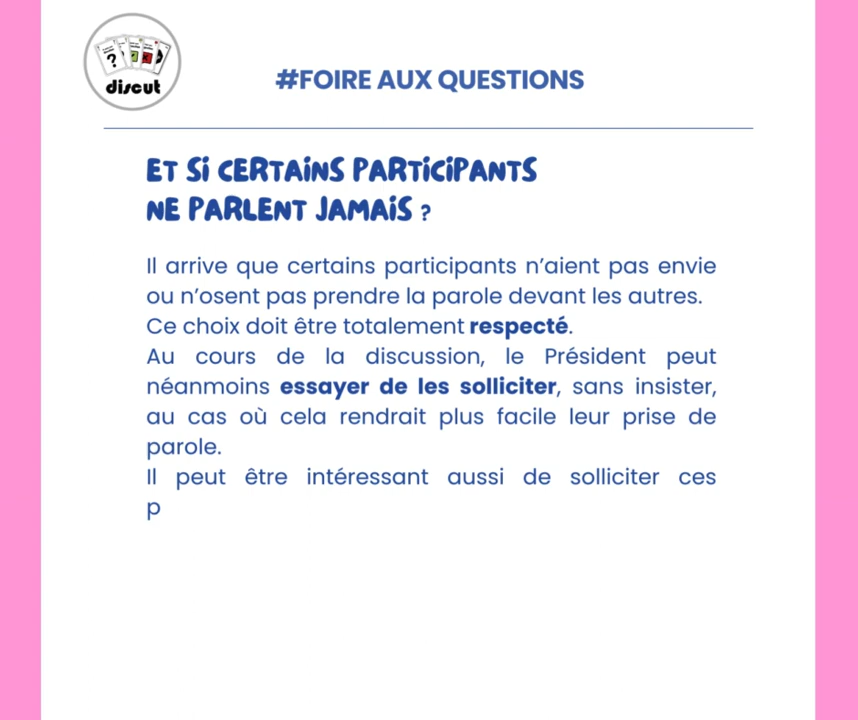 ?
discut
#FOIRE AUX QUESTIONS
ET Si CERTAiNS PARTiCiPANTS
NE PARLENT JAMAiS ?
Il arrive que certains participants n’aient pas envie
ou n’osent pas prendre la parole devant les autres.
Ce choix doit être totalement respecté.
Au cours de la discussion, le Président peut
néanmoins essayer de les solliciter, sans insister,
au cas où cela rendrait plus facile leur prise de
parole.
Il peut être intéressant aussi de solliciter ces
p